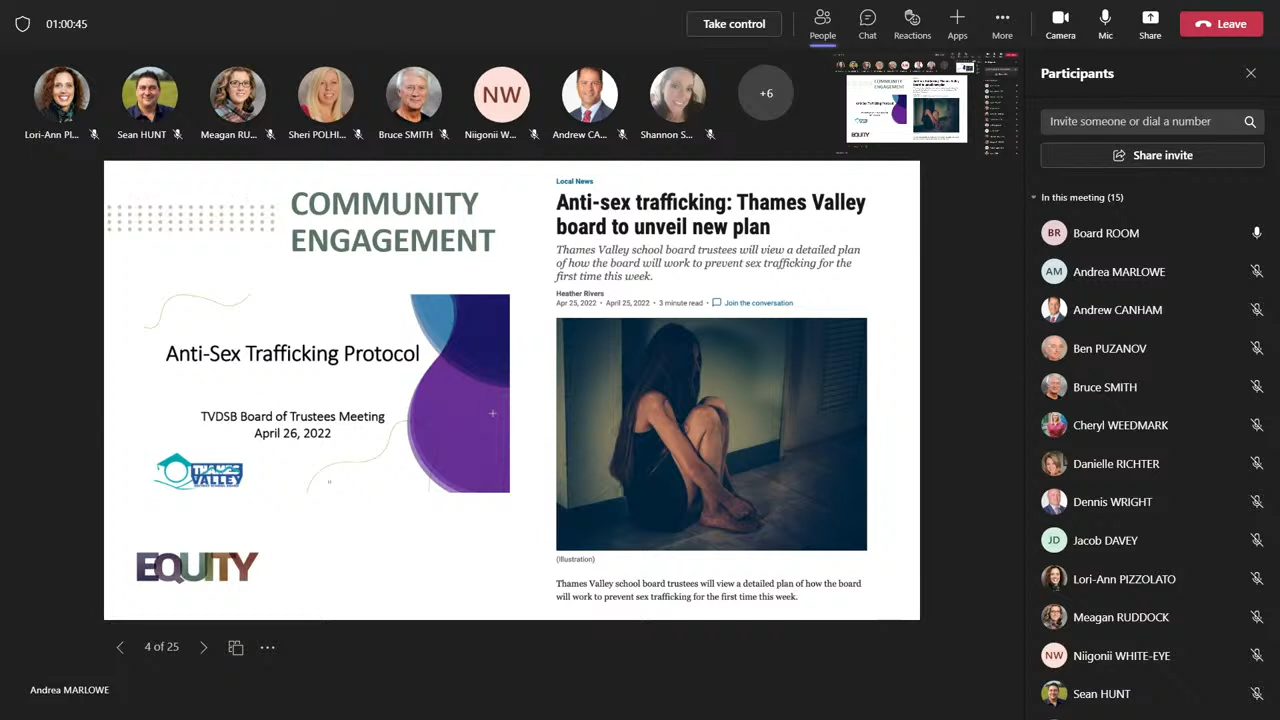 01:00:45
Take control
People
Chat
Reactions
Apps
More
Camera
Mic
Share
Leave
Lori-Ann PI...
Sean HUNT
Meagan RU...
Bruce SMITH
NW
Niigonii W...
Andrew CA...
Shannon S...
+6
Participants
Invite someone or dial a number
Share invite
In this meeting (15)
BR
Board ROOM
AM
Andrea MARLOWE
Andrew CANHAM
Ben PUZANOV
Bruce SMITH
Cheryl WEEDMARK
Danielle RICHTER
Dennis WRIGHT
JD
Jacob DAVEY
Lori-Ann PIZZOLATO
Meagan RUDDOCK
NW
Niigonii WHITE-EYE
Sean HUNT
COMMUNITY
ENGAGEMENT
Anti-Sex Trafficking Protocol
TVDSB Board of Trustees Meeting
April 26, 2022
THAMES
VALLEY
EQUITY
Local News
Anti-sex trafficking: Thames Valley
board to unveil new plan
Thames Valley school board trustees will view a detailed plan
of how the board will work to prevent sex trafficking for the
first time this week.
Heather Rivers
Apr 25, 2022 • April 25, 2022 • 3 minute read • Join the conversation
(Illustration)
Thames Valley school board trustees will view a detailed plan of how the board
will work to prevent sex trafficking for the first time this week.
4 of 25
Andrea MARLOWE